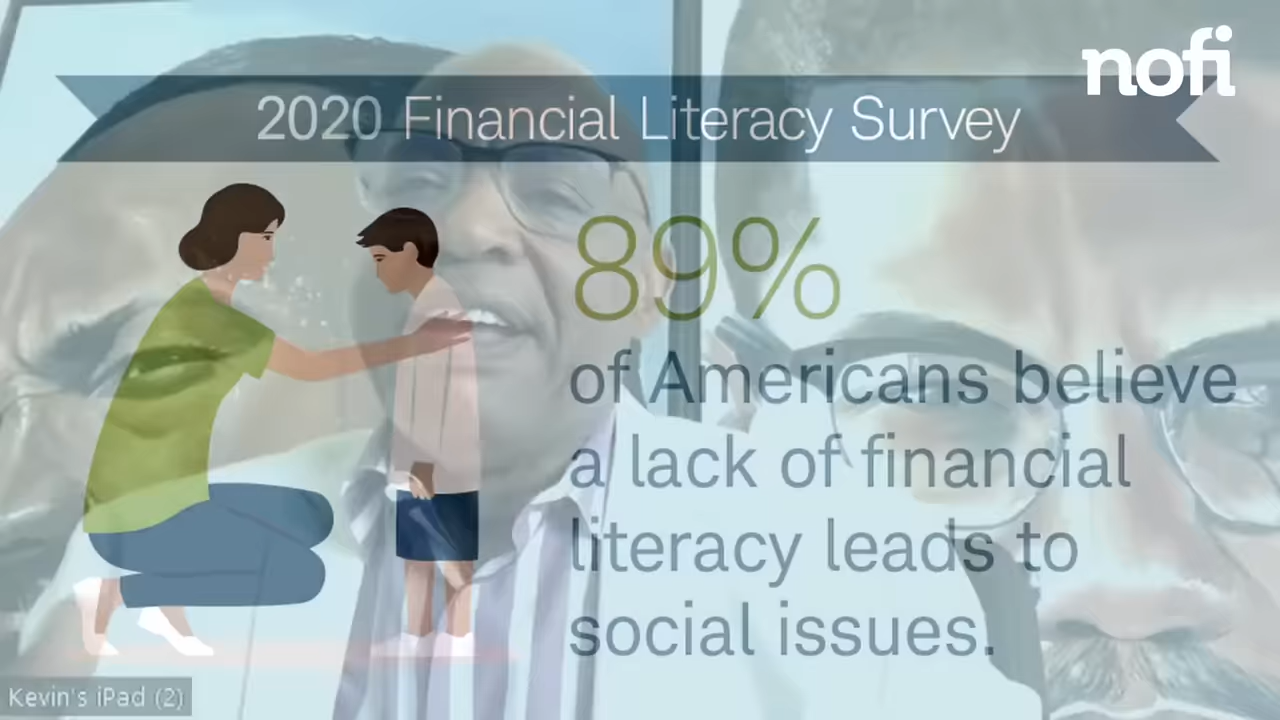 nofi
2020 Financial Literacy Survey
89%
of Americans believe
a lack of financial
literacy leads to
social issues.
Kevin's iPad (2)